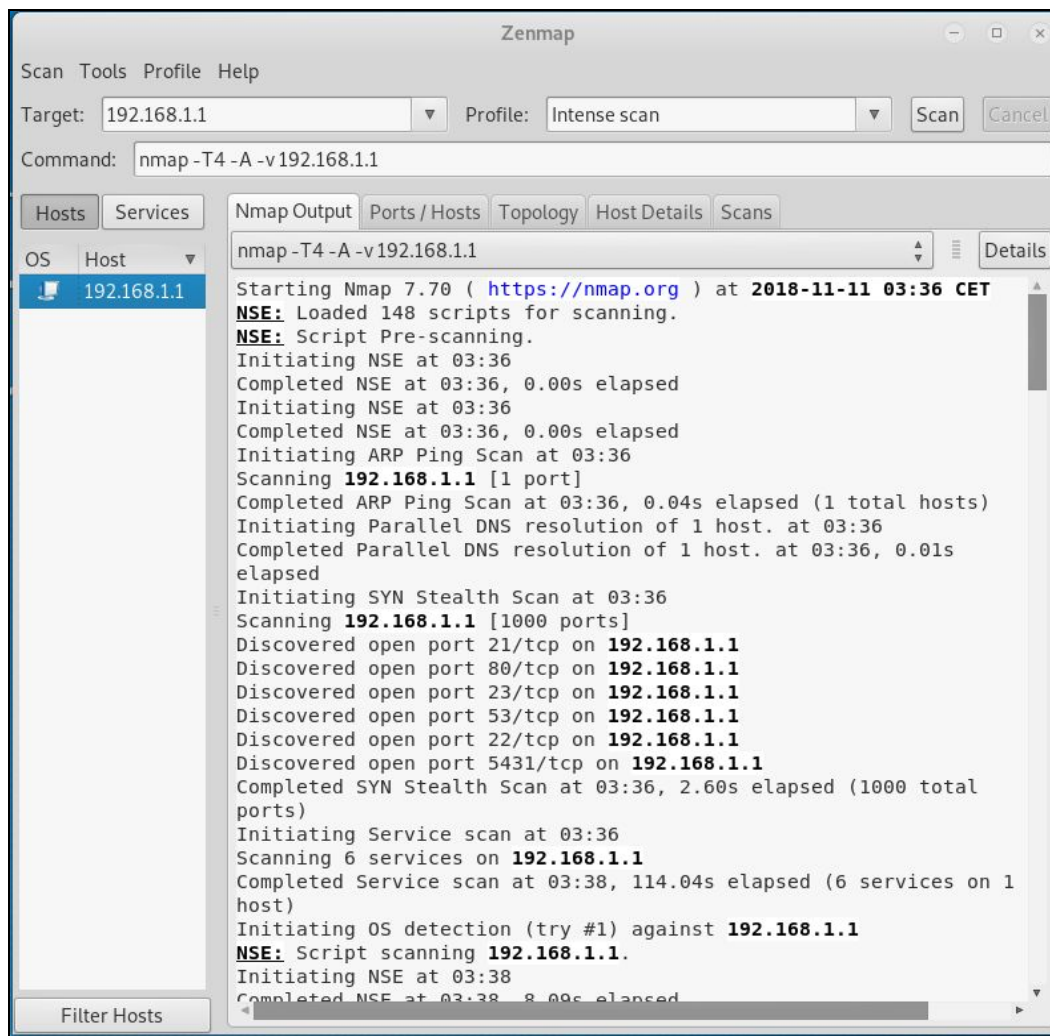 Zenmap
Scan Tools Profile Help
Target: 192.168.1.1 Profile: Intense scan Scan Cancel
Command: nmap -T4 -A -v 192.168.1.1
Hosts Services Nmap Output Ports / Hosts Topology Host Details Scans
OS Host nmap -T4 -A -v 192.168.1.1 Details
192.168.1.1
Starting Nmap 7.70 ( https://nmap.org ) at 2018-11-11 03:36 CET
NSE: Loaded 148 scripts for scanning.
NSE: Script Pre-scanning.
Initiating NSE at 03:36
Completed NSE at 03:36, 0.00s elapsed
Initiating NSE at 03:36
Completed NSE at 03:36, 0.00s elapsed
Initiating ARP Ping Scan at 03:36
Scanning 192.168.1.1 [1 port]
Completed ARP Ping Scan at 03:36, 0.04s elapsed (1 total hosts)
Initiating Parallel DNS resolution of 1 host. at 03:36
Completed Parallel DNS resolution of 1 host. at 03:36, 0.01s
elapsed
Initiating SYN Stealth Scan at 03:36
Scanning 192.168.1.1 [1000 ports]
Discovered open port 21/tcp on 192.168.1.1
Discovered open port 80/tcp on 192.168.1.1
Discovered open port 23/tcp on 192.168.1.1
Discovered open port 53/tcp on 192.168.1.1
Discovered open port 22/tcp on 192.168.1.1
Discovered open port 5431/tcp on 192.168.1.1
Completed SYN Stealth Scan at 03:36, 2.60s elapsed (1000 total
ports)
Initiating Service scan at 03:36
Scanning 6 services on 192.168.1.1
Completed Service scan at 03:38, 114.04s elapsed (6 services on 1
host)
Initiating OS detection (try #1) against 192.168.1.1
NSE: Script scanning 192.168.1.1.
Initiating NSE at 03:38
Completed NSE at 03:38, 8.09s elapsed
Filter Hosts